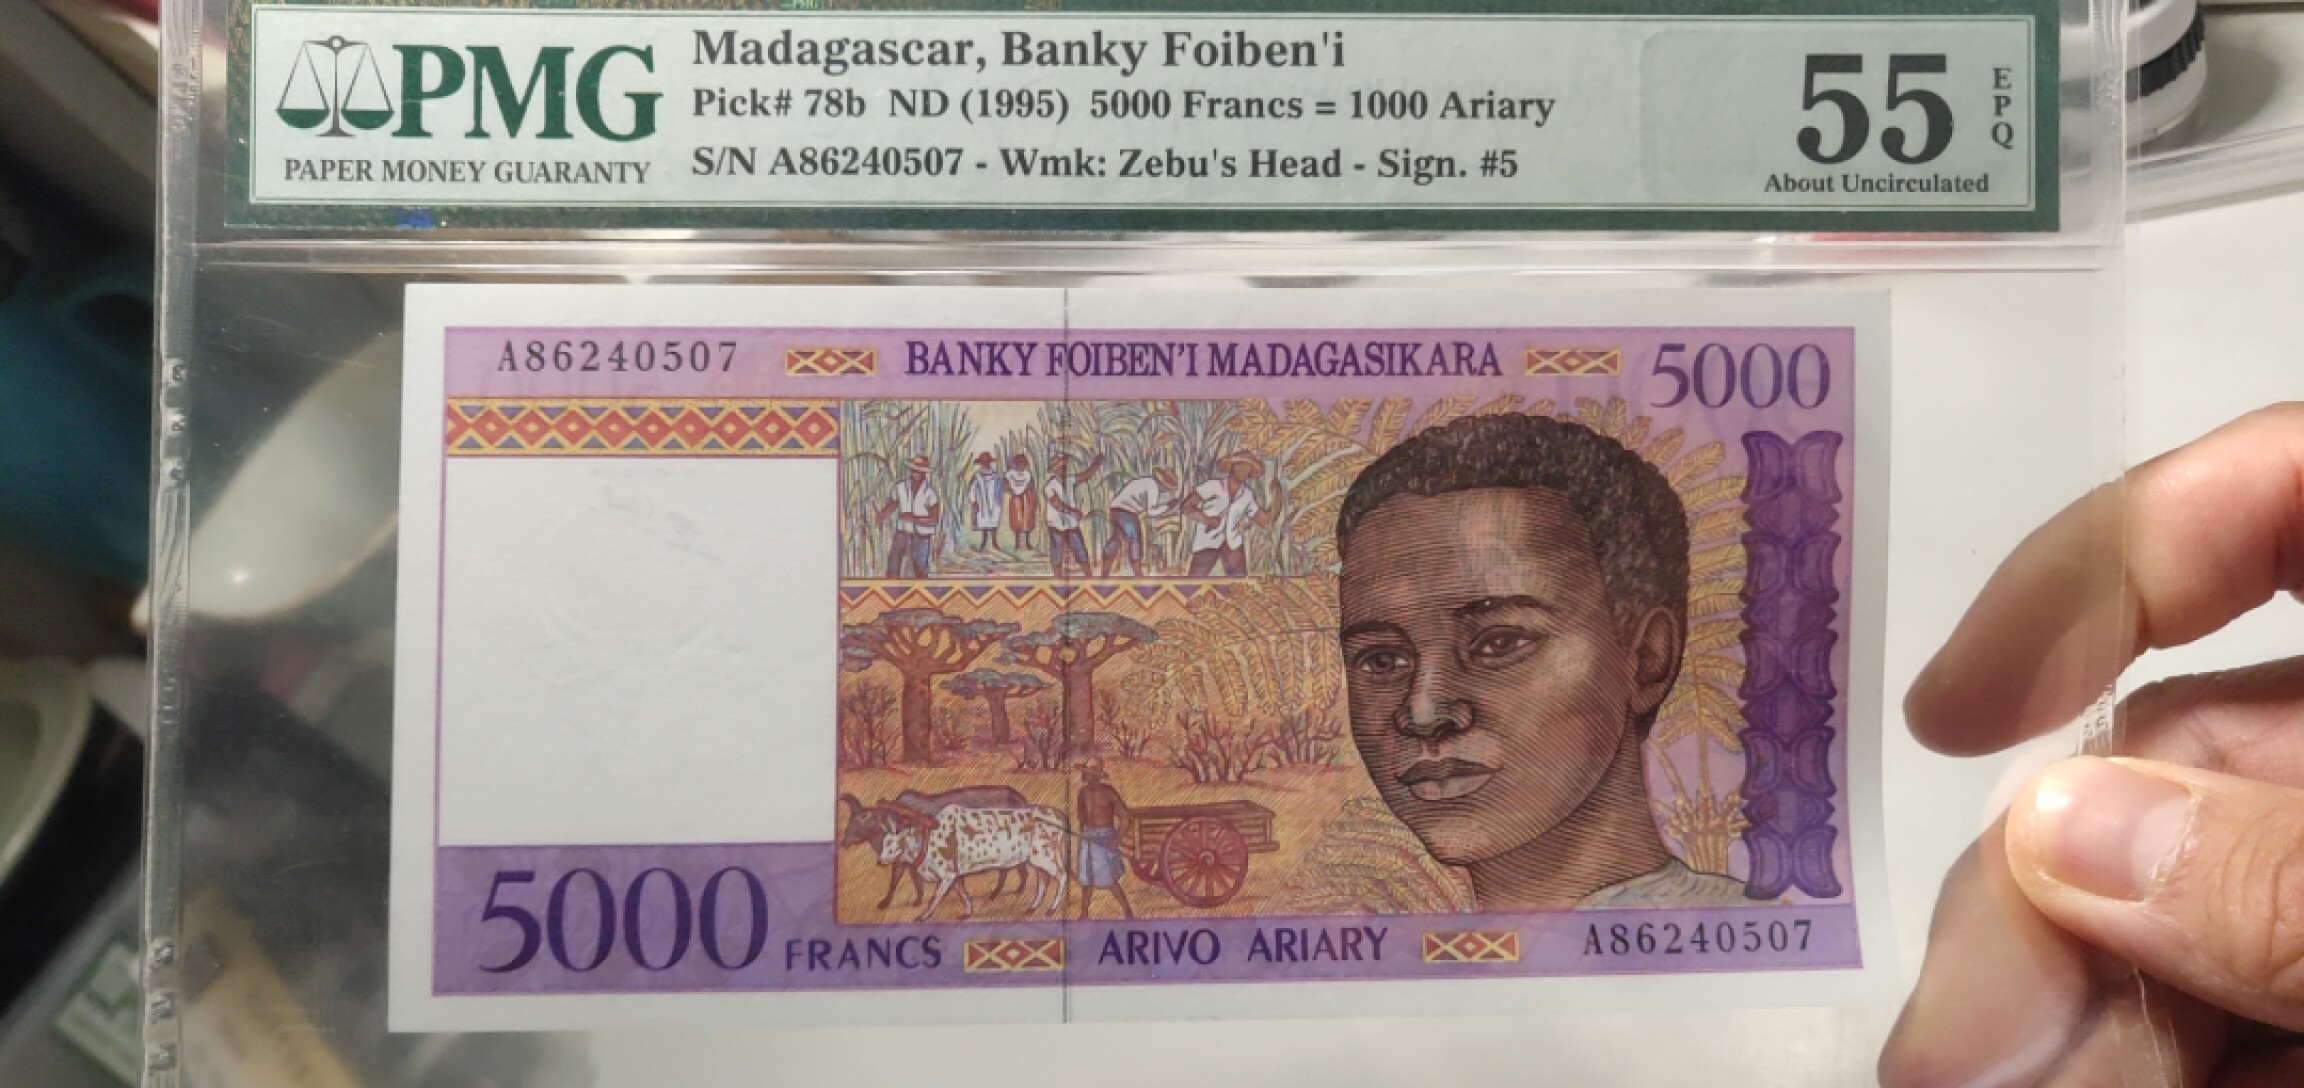 PMG
PAPER MONEY GUARANTY
Madagascar, Banky Foiben'i
Pick# 78b ND (1995) 5000 Francs = 1000 Ariary
S/N A86240507 - Wmk: Zebu's Head - Sign. #5
55
EPQ
About Uncirculated
A86240507
BANKY FOIBEN'I MADAGASIKARA
5000
5000 FRANCS
ARIVO ARIARY
A86240507